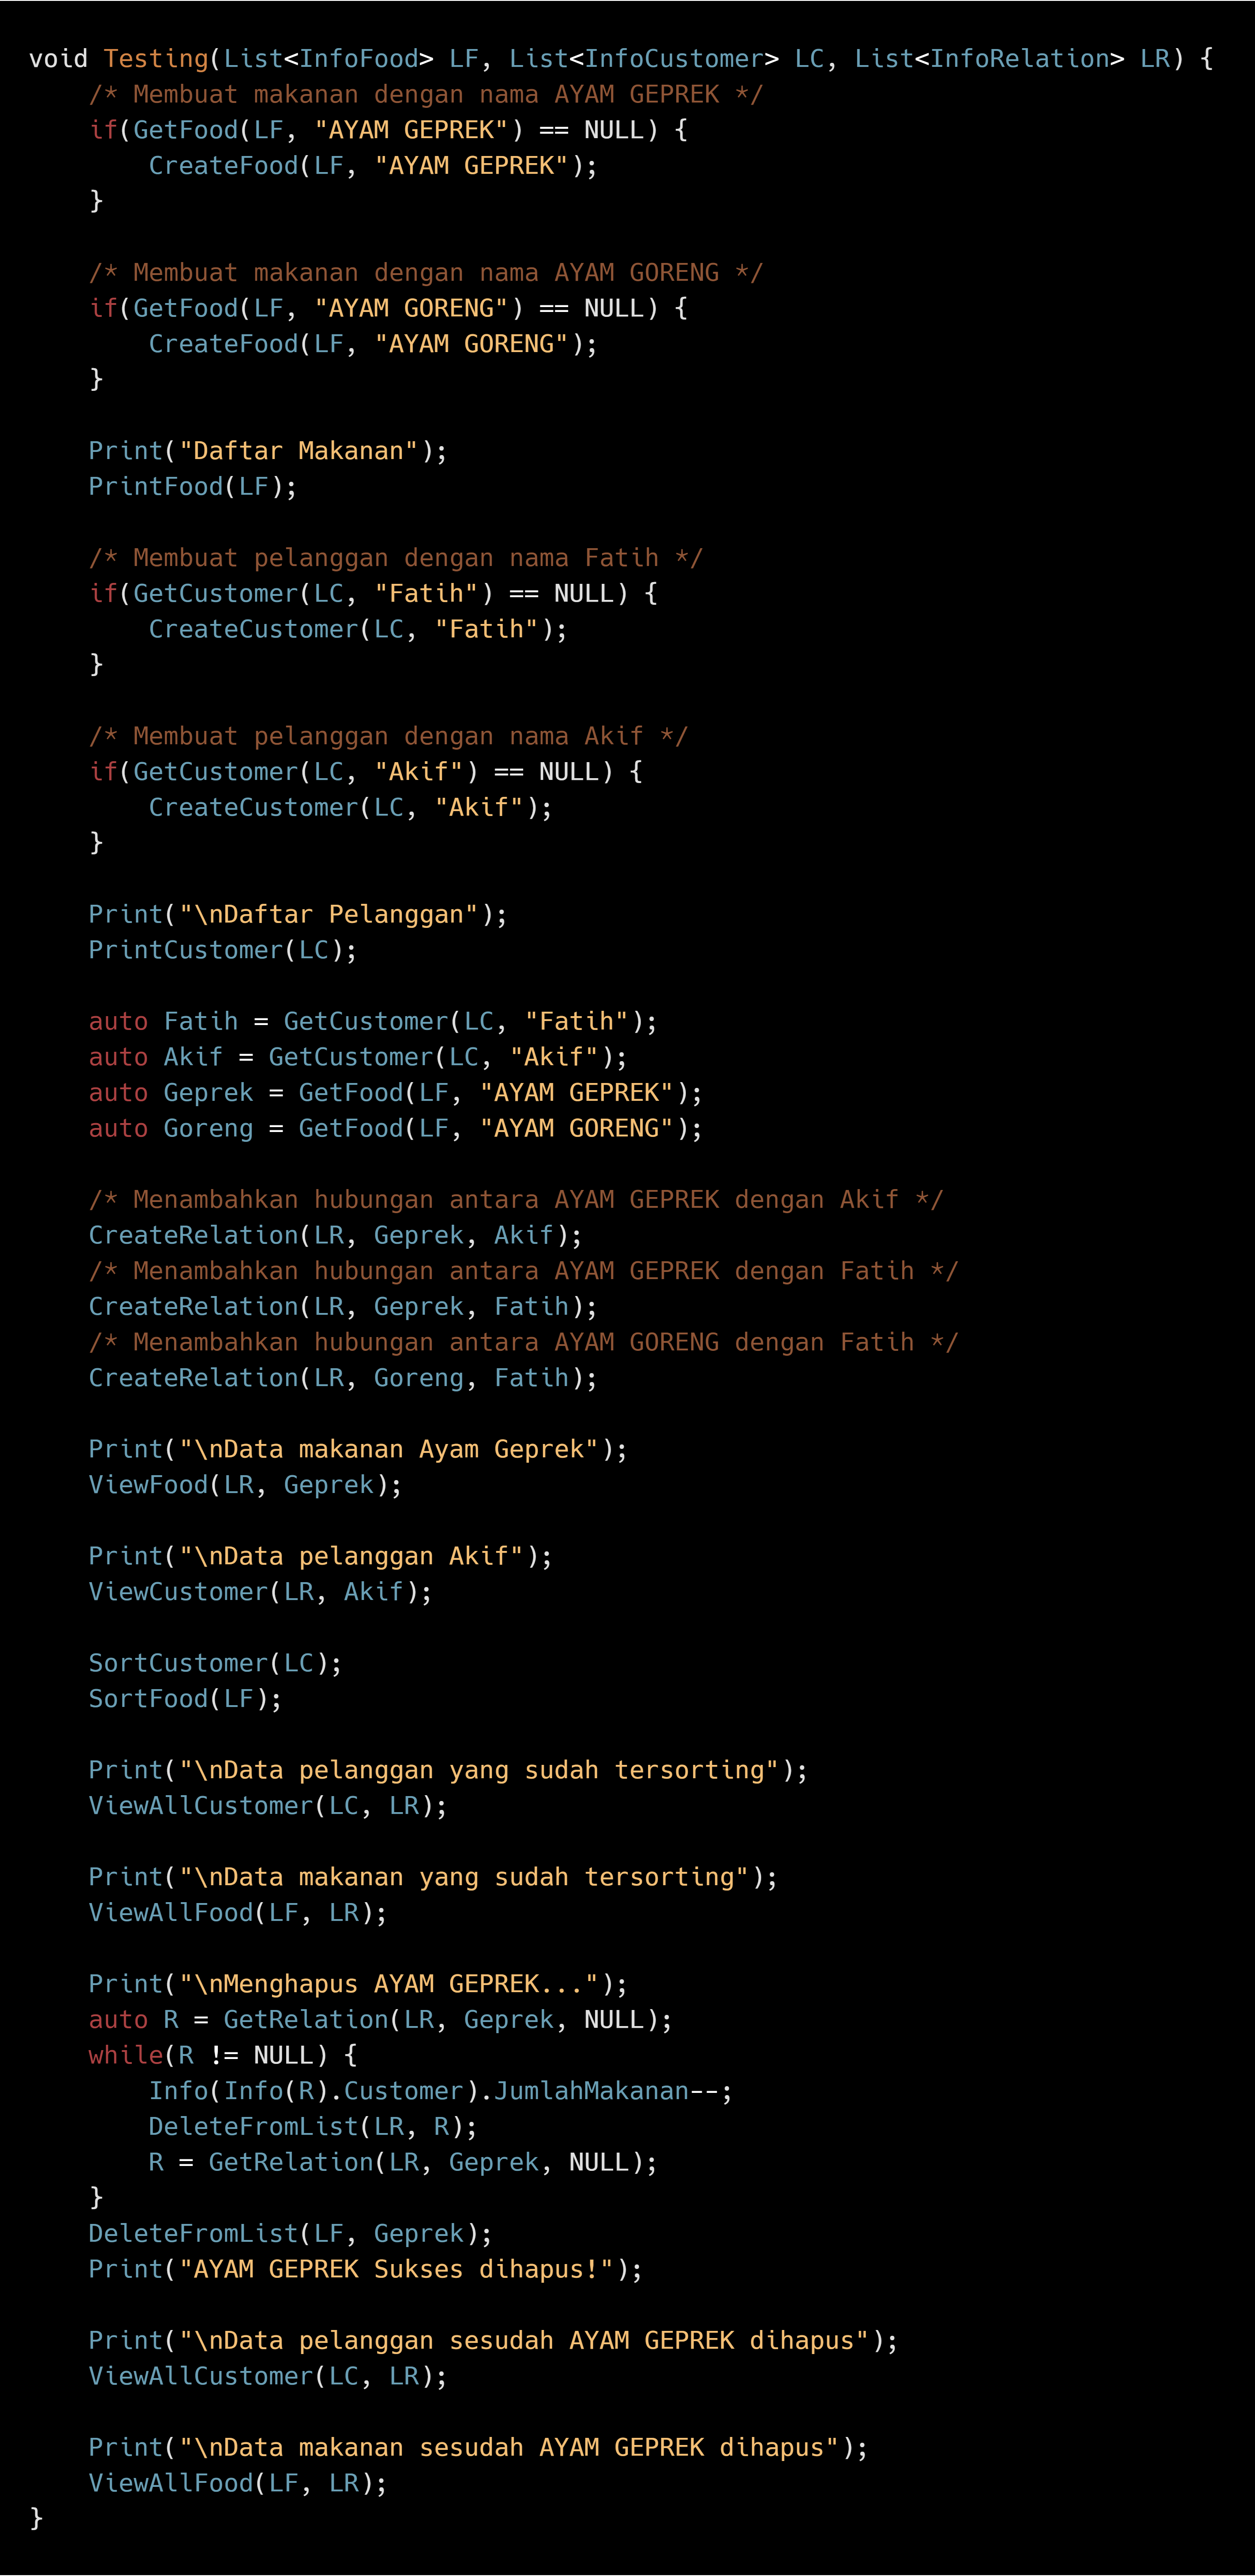 void Testing(List<InfoFood> LF, List<InfoCustomer> LC, List<InfoRelation> LR) {
    /* Membuat makanan dengan nama AYAM GEPREK */
    if(GetFood(LF, "AYAM GEPREK") == NULL) {
        CreateFood(LF, "AYAM GEPREK");
    }

    /* Membuat makanan dengan nama AYAM GORENG */
    if(GetFood(LF, "AYAM GORENG") == NULL) {
        CreateFood(LF, "AYAM GORENG");
    }

    Print("Daftar Makanan");
    PrintFood(LF);

    /* Membuat pelanggan dengan nama Fatih */
    if(GetCustomer(LC, "Fatih") == NULL) {
        CreateCustomer(LC, "Fatih");
    }

    /* Membuat pelanggan dengan nama Akif */
    if(GetCustomer(LC, "Akif") == NULL) {
        CreateCustomer(LC, "Akif");
    }

    Print("\nDaftar Pelanggan");
    PrintCustomer(LC);

    auto Fatih = GetCustomer(LC, "Fatih");
    auto Akif = GetCustomer(LC, "Akif");
    auto Geprek = GetFood(LF, "AYAM GEPREK");
    auto Goreng = GetFood(LF, "AYAM GORENG");

    /* Menambahkan hubungan antara AYAM GEPREK dengan Akif */
    CreateRelation(LR, Geprek, Akif);
    /* Menambahkan hubungan antara AYAM GEPREK dengan Fatih */
    CreateRelation(LR, Geprek, Fatih);
    /* Menambahkan hubungan antara AYAM GORENG dengan Fatih */
    CreateRelation(LR, Goreng, Fatih);

    Print("\nData makanan Ayam Geprek");
    ViewFood(LR, Geprek);

    Print("\nData pelanggan Akif");
    ViewCustomer(LR, Akif);

    SortCustomer(LC);
    SortFood(LF);

    Print("\nData pelanggan yang sudah tersorting");
    ViewAllCustomer(LC, LR);

    Print("\nData makanan yang sudah tersorting");
    ViewAllFood(LF, LR);

    Print("\nMenghapus AYAM GEPREK...");
    auto R = GetRelation(LR, Geprek, NULL);
    while(R != NULL) {
        Info(Info(R).Customer).JumlahMakanan--;
        DeleteFromList(LR, R);
        R = GetRelation(LR, Geprek, NULL);
    }
    DeleteFromList(LF, Geprek);
    Print("AYAM GEPREK Sukses dihapus!");

    Print("\nData pelanggan sesudah AYAM GEPREK dihapus");
    ViewAllCustomer(LC, LR);

    Print("\nData makanan sesudah AYAM GEPREK dihapus");
    ViewAllFood(LF, LR);
}